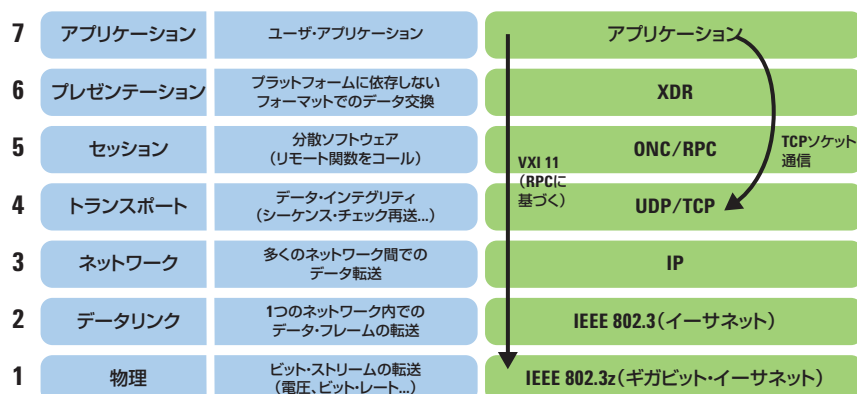 7 アプリケーション ユーザ・アプリケーション アプリケーション
6 プレゼンテーション プラットフォームに依存しない
フォーマットでのデータ交換 XDR
5 セッション 分散ソフトウェア
(リモート関数をコール) ONC/RPC
VXI 11
(RPCに
基づく)
TCPソケット
通信
4 トランスポート データ・インテグリティ
(シーケンス・チェック再送...) UDP/TCP
3 ネットワーク 多くのネットワーク間での
データ転送 IP
2 データリンク 1つのネットワーク内での
データ・フレームの転送 IEEE 802.3(イーサネット)
1 物理 ビット・ストリームの転送
(電圧、ビット・レート...) IEEE 802.3z(ギガビット・イーサネット)